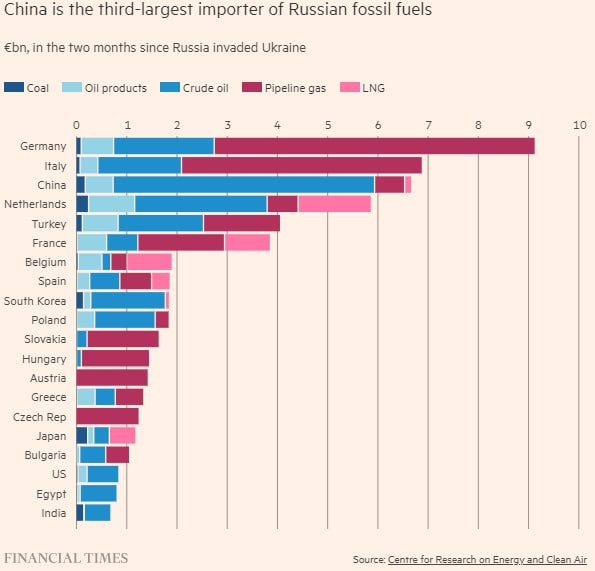 China is the third-largest importer of Russian fossil fuels
€bn, in the two months since Russia invaded Ukraine
Coal Oil products Crude oil Pipeline gas LNG
0 1 2 3 4 5 6 7 8 9 10
Germany
Italy
China
Netherlands
Turkey
France
Belgium
Spain
South Korea
Poland
Slovakia
Hungary
Austria
Greece
Czech Rep
Japan
Bulgaria
US
Egypt
India
FINANCIAL TIMES Source: Centre for Research on Energy and Clean Air